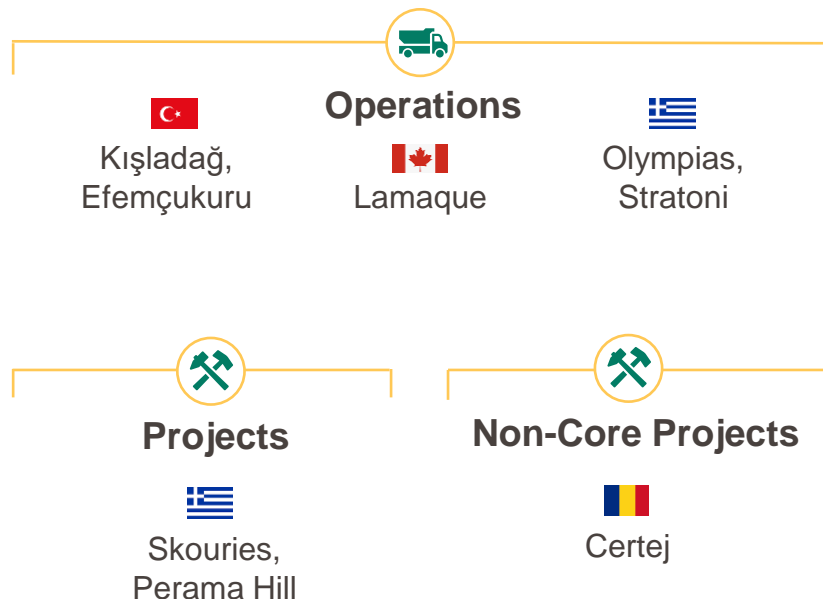 Operations
Kışladağ,
Efemçukuru
Lamaque
Olympias,
Stratoni
Projects
Skouries,
Perama Hill
Non-Core Projects
Certej